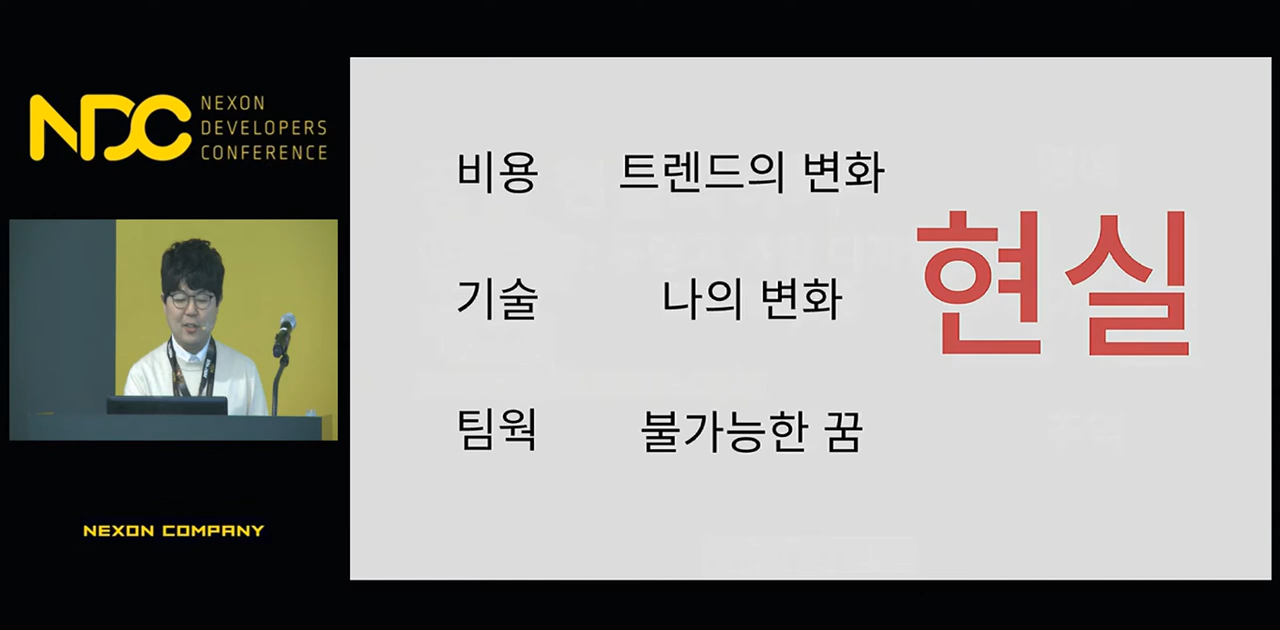 NDC
NEXON
DEVELOPERS
CONFERENCE
NEXON COMPANY
비용 트렌드의 변화
기술 나의 변화
팀웍 불가능한 꿈
현실